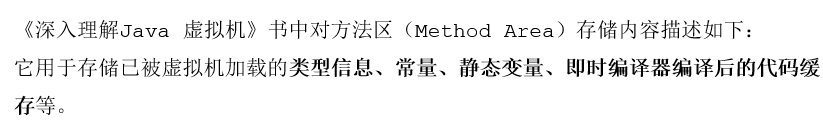 《深入理解Java 虚拟机》书中对方法区（Method Area）存储内容描述如下：
它用于存储已被虚拟机加载的类型信息、常量、静态变量、即时编译器编译后的代码缓
存等。